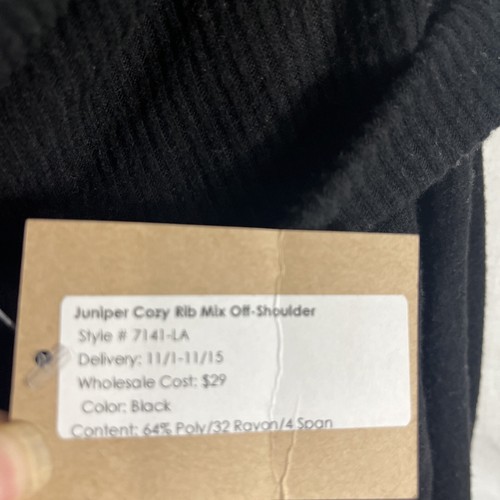 Juniper Cozy Rib Mix Off-Shoulder
Style # 7141-LA
Delivery: 11/1-11/15
Wholesale Cost: $29
Color: Black
Content: 64% Poly/32 Rayon/4 Span